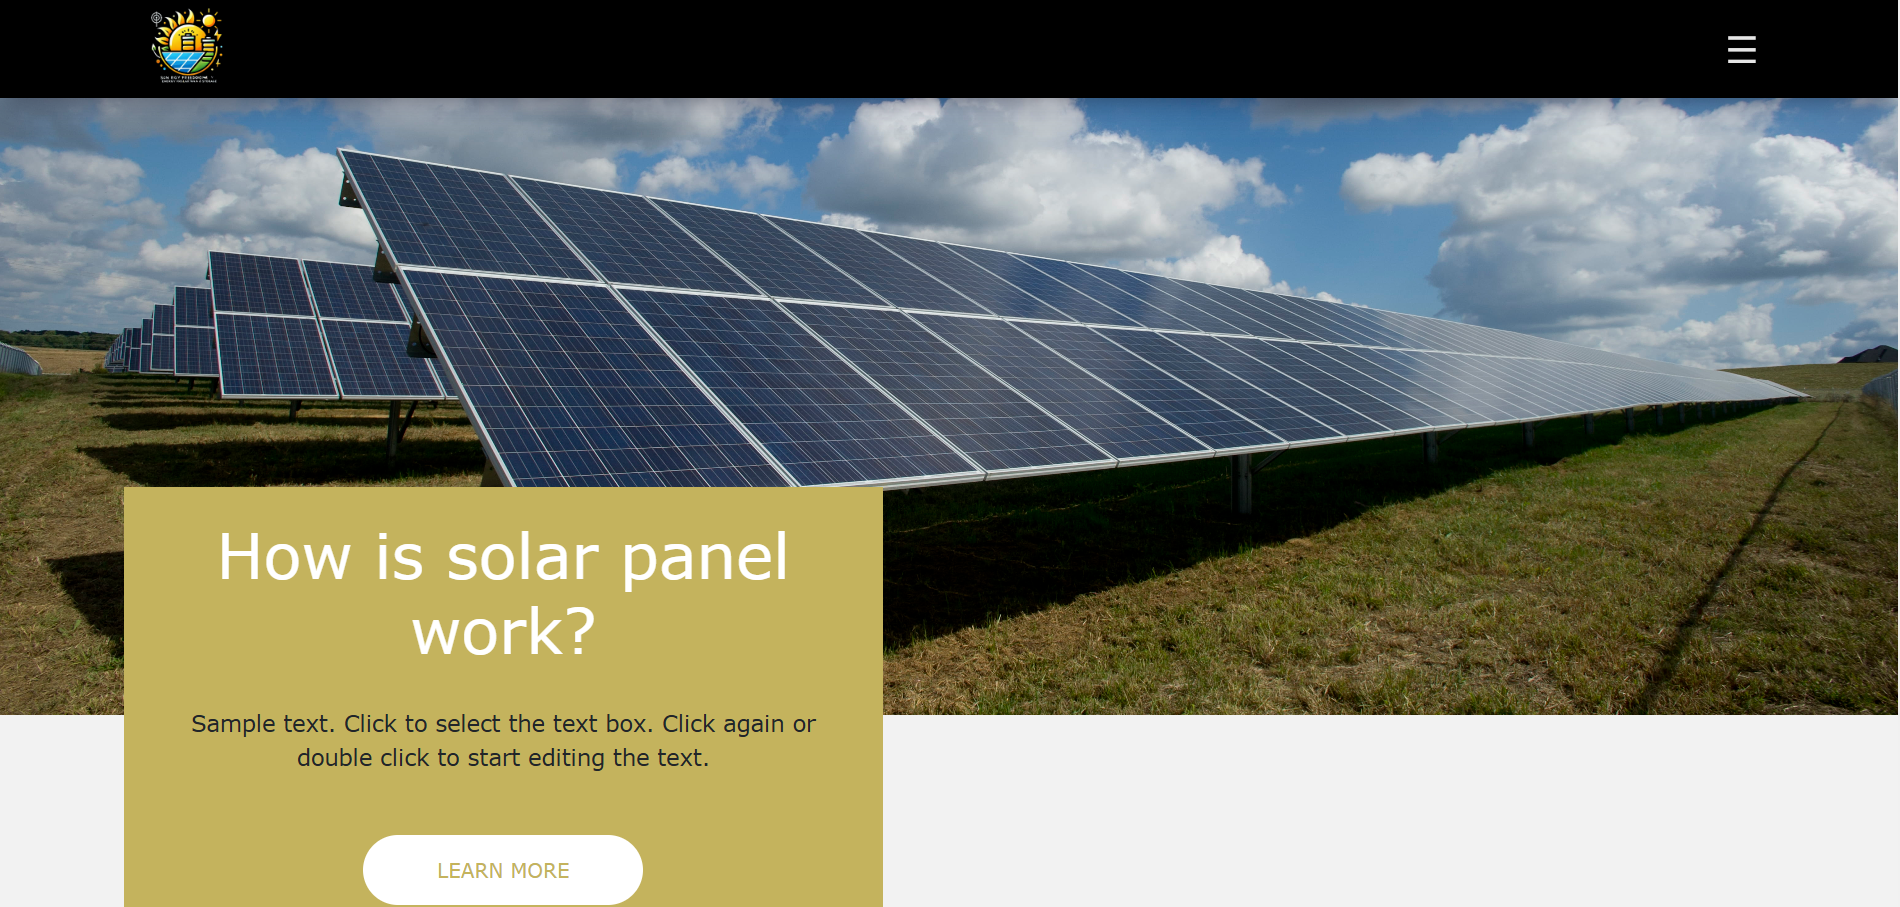 How is solar panel
work?
Sample text. Click to select the text box. Click again or
double click to start editing the text.
LEARN MORE